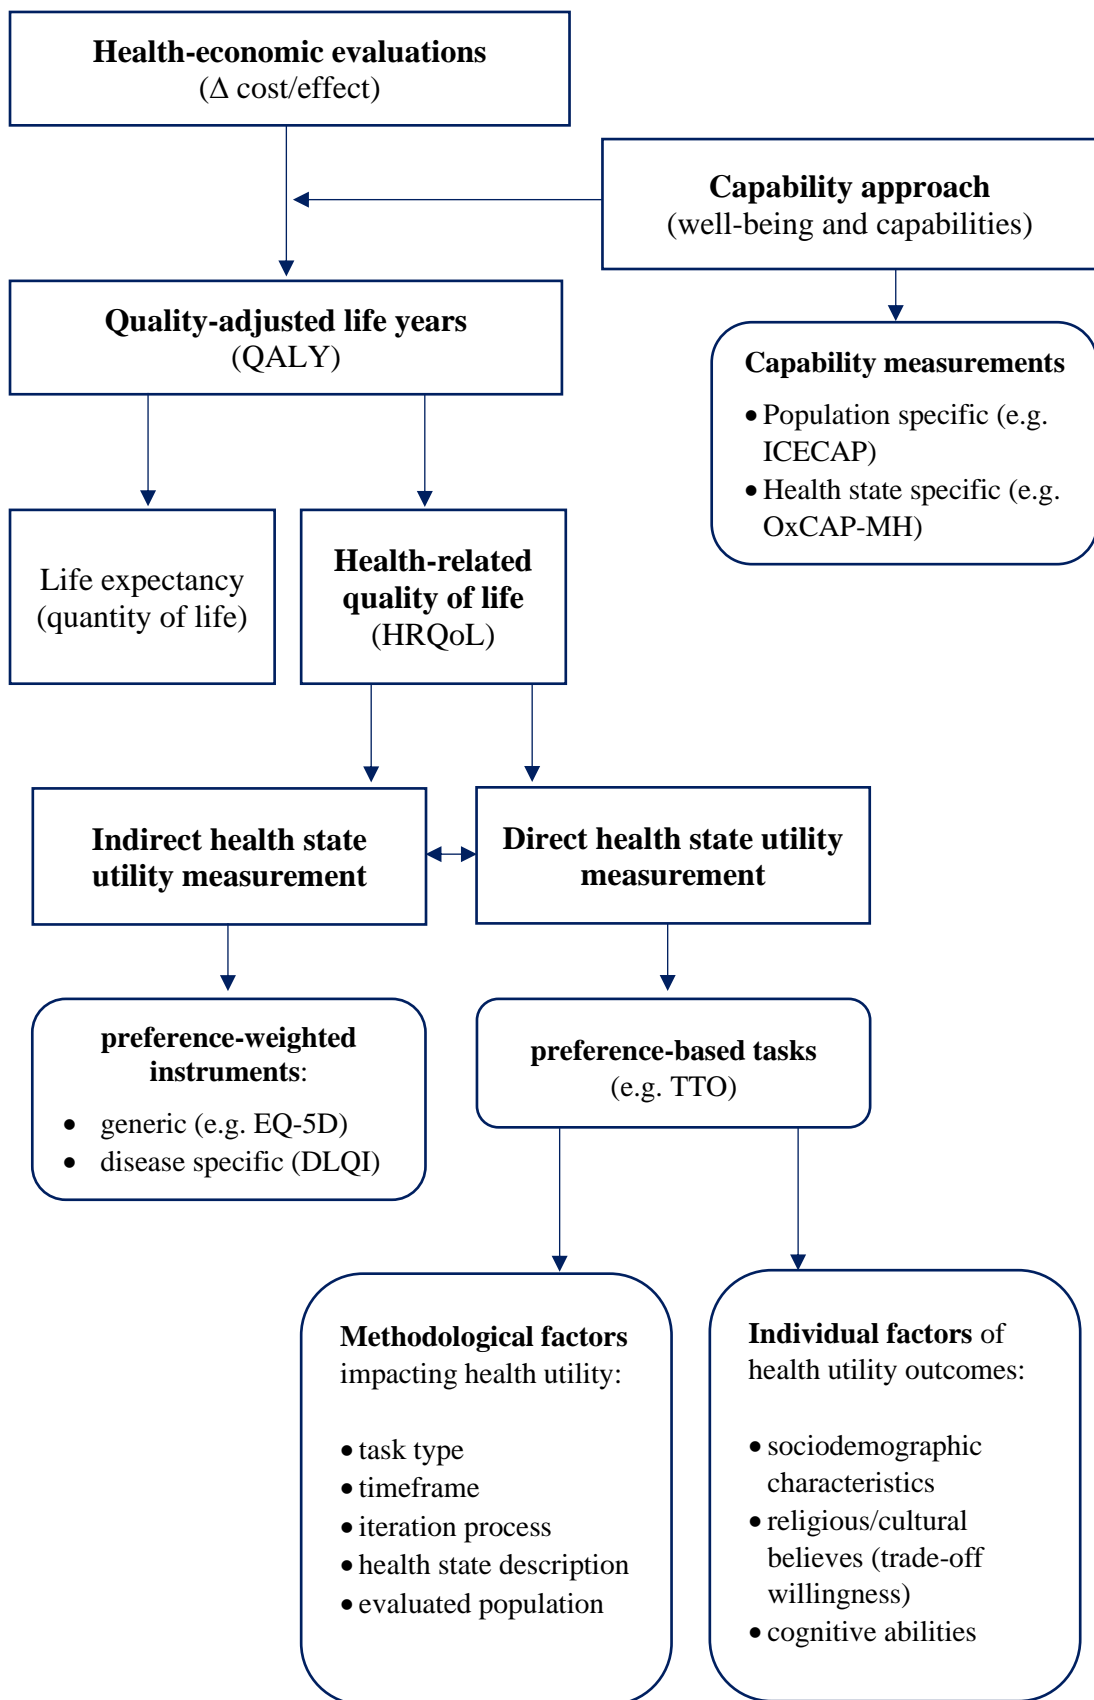 Health-economic evaluations
(Δ cost/effect)
Capability approach
(well-being and capabilities)
Quality-adjusted life years
(QALY)
Capability measurements
• Population specific (e.g.
ICECAP)
• Health state specific (e.g.
OxCAP-MH)
Life expectancy
(quantity of life)
Health-related
quality of life
(HRQoL)
Indirect health state
utility measurement
Direct health state utility
measurement
preference-weighted
instruments:
• generic (e.g. EQ-5D)
• disease specific (DLQI)
preference-based tasks
(e.g. TTO)
Methodological factors
impacting health utility:
• task type
• timeframe
• iteration process
• health state description
• evaluated population
Individual factors of
health utility outcomes:
• sociodemographic
characteristics
• religious/cultural
believes (trade-off
willingness)
• cognitive abilities